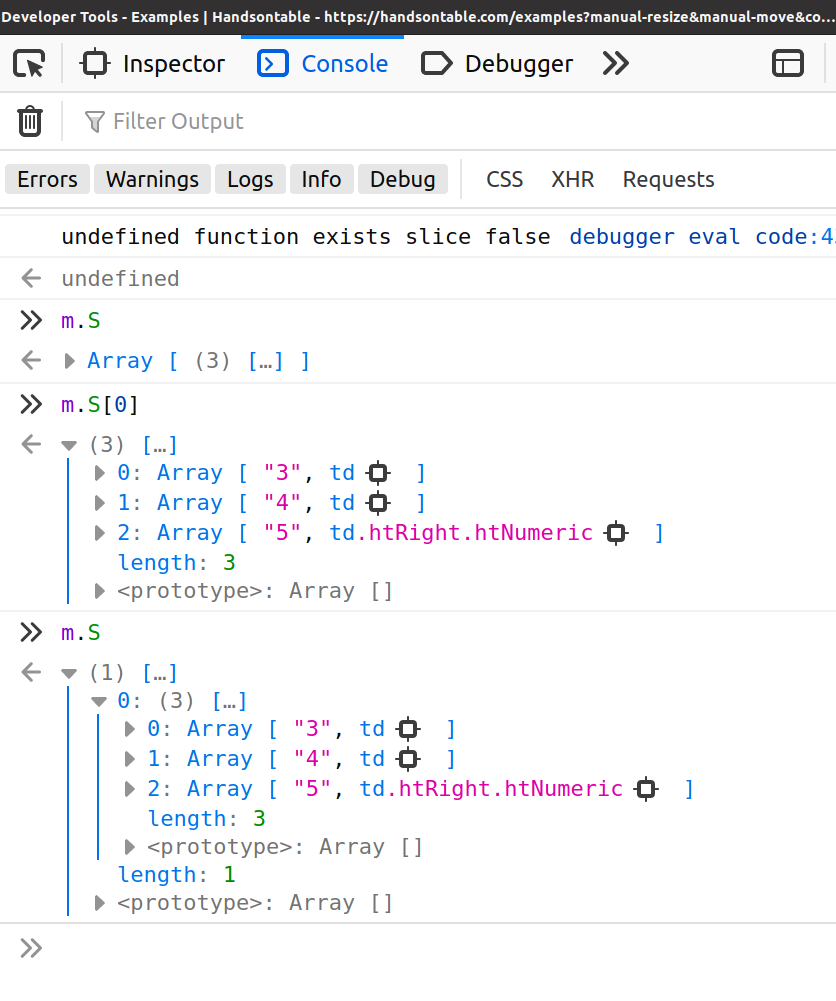 Developer Tools - Examples | Handsontable - https://handsontable.com/examples?manual-resize&manual-move&co...
Inspector Console Debugger
Filter Output
Errors Warnings Logs Info Debug CSS XHR Requests
undefined function exists slice false debugger eval code:4
undefined
m.S
Array [ (3) […] ]
m.S[0]
(3) […]
0: Array [ "3", td ]
1: Array [ "4", td ]
2: Array [ "5", td.htRight.htNumeric ]
length: 3
<prototype>: Array []
m.S
(1) […]
0: (3) […]
0: Array [ "3", td ]
1: Array [ "4", td ]
2: Array [ "5", td.htRight.htNumeric ]
length: 3
<prototype>: Array []
length: 1
<prototype>: Array []